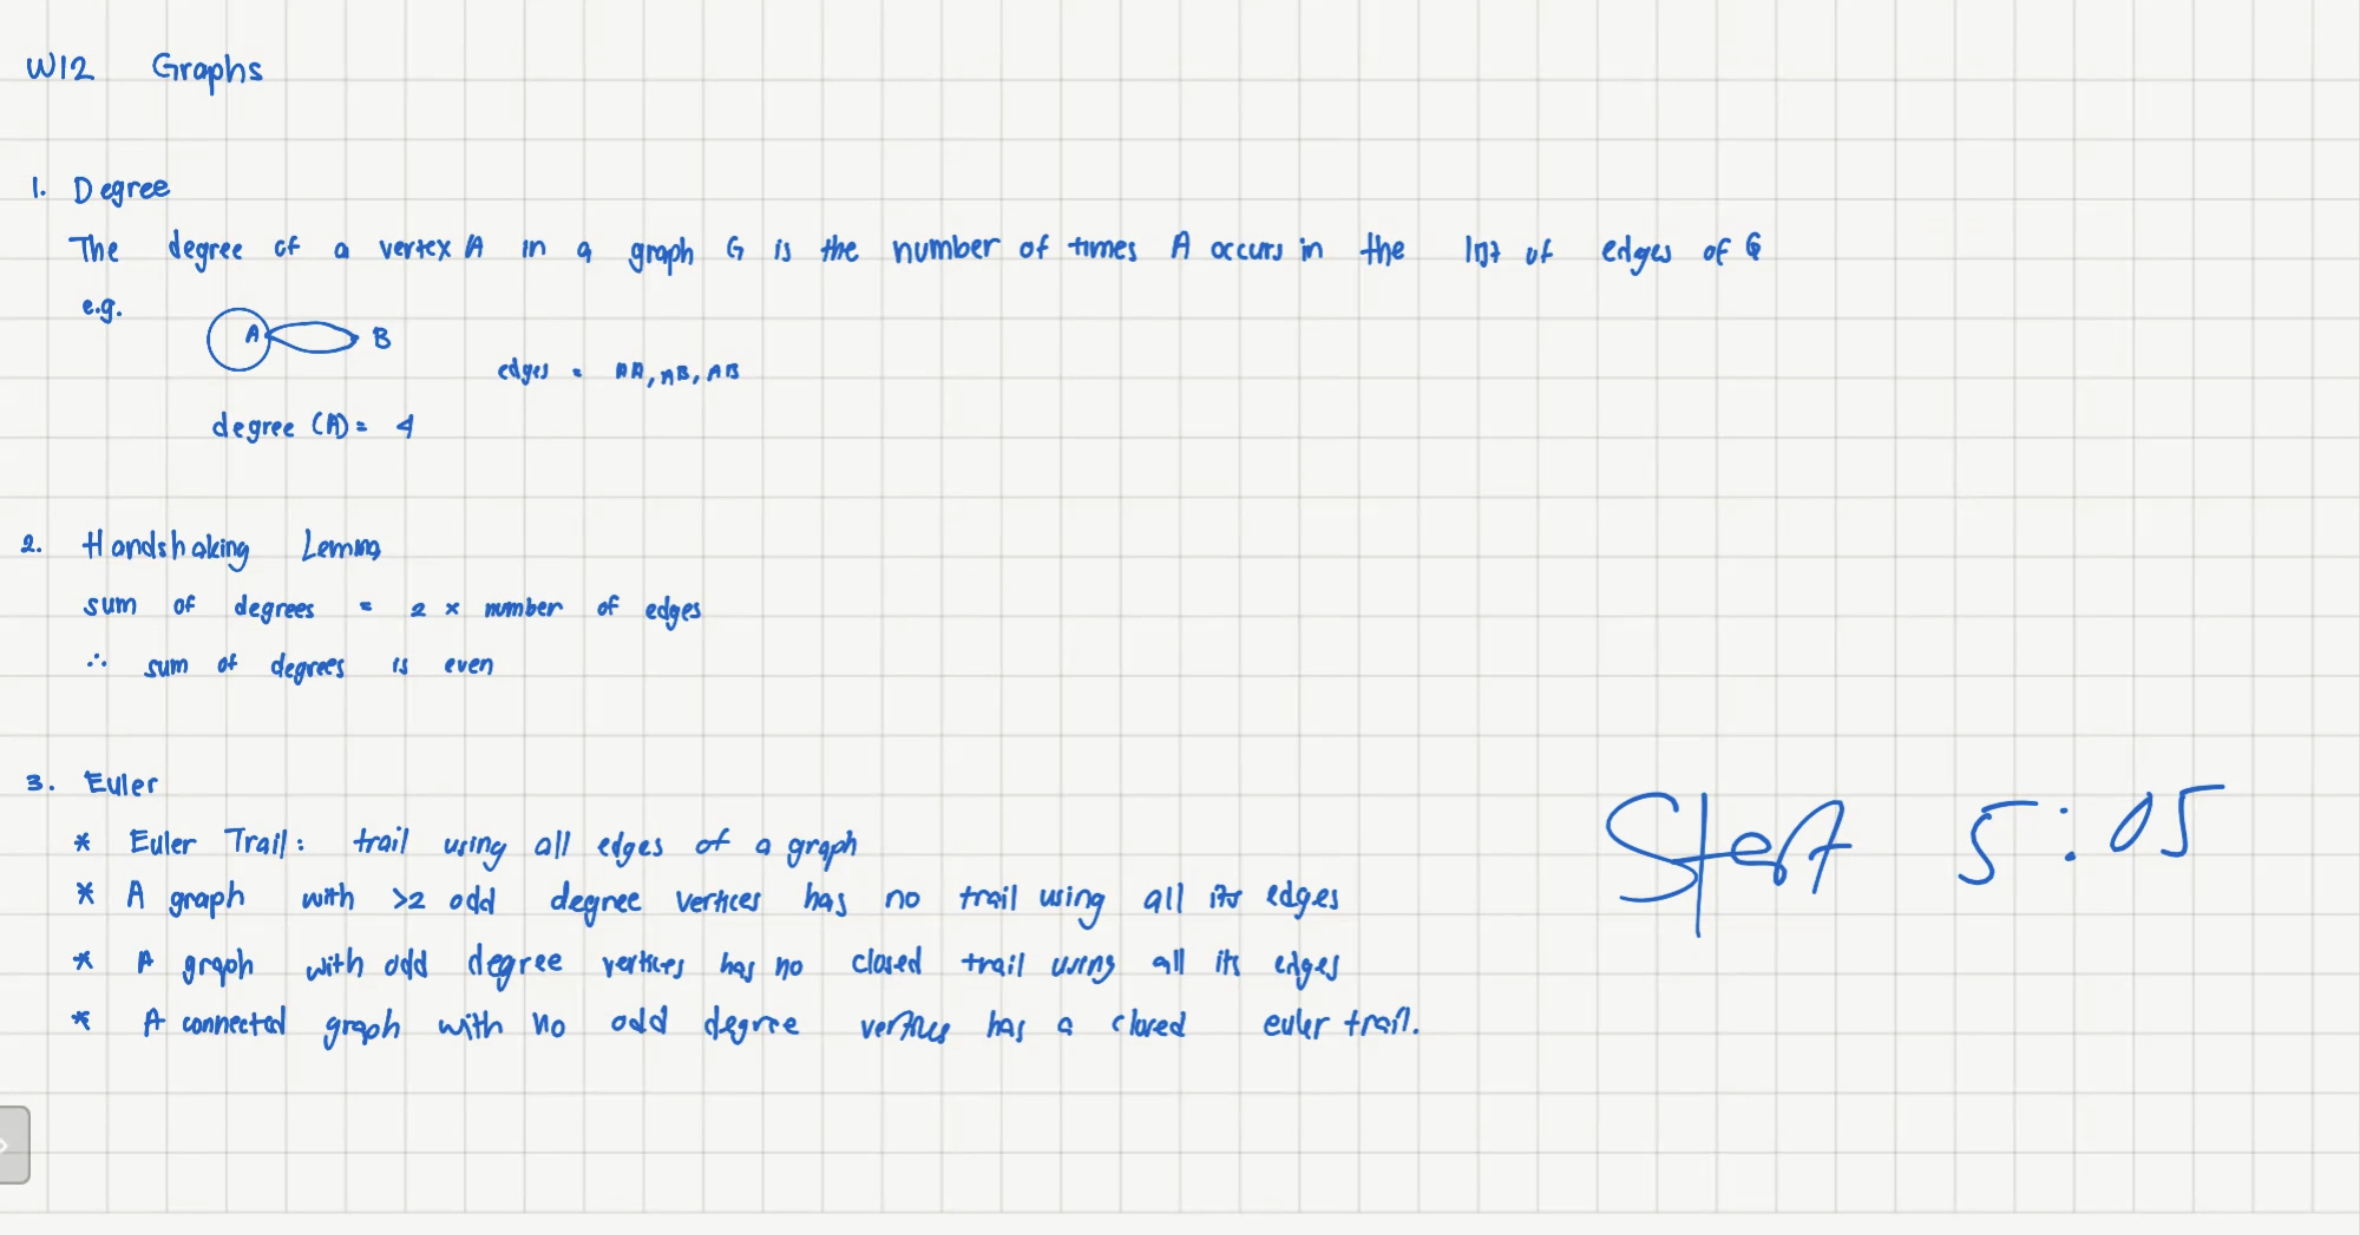 W12 Graphs
1. Degree
The degree of a vertex A in a graph G is the number of times A occurs in the list of edges of G
e.g.
A B
edges = AA, AB, AB
degree (A) = 4
2. Handshaking Lemma
sum of degrees = 2 × number of edges
∴ sum of degrees is even
3. Euler
* Euler Trail: trail using all edges of a graph
* A graph with >2 odd degree vertices has no trail using all its edges
* A graph with odd degree vertices has no closed trail using all its edges
* A connected graph with no odd degree vertices has a closed euler trail.
Start 5:05